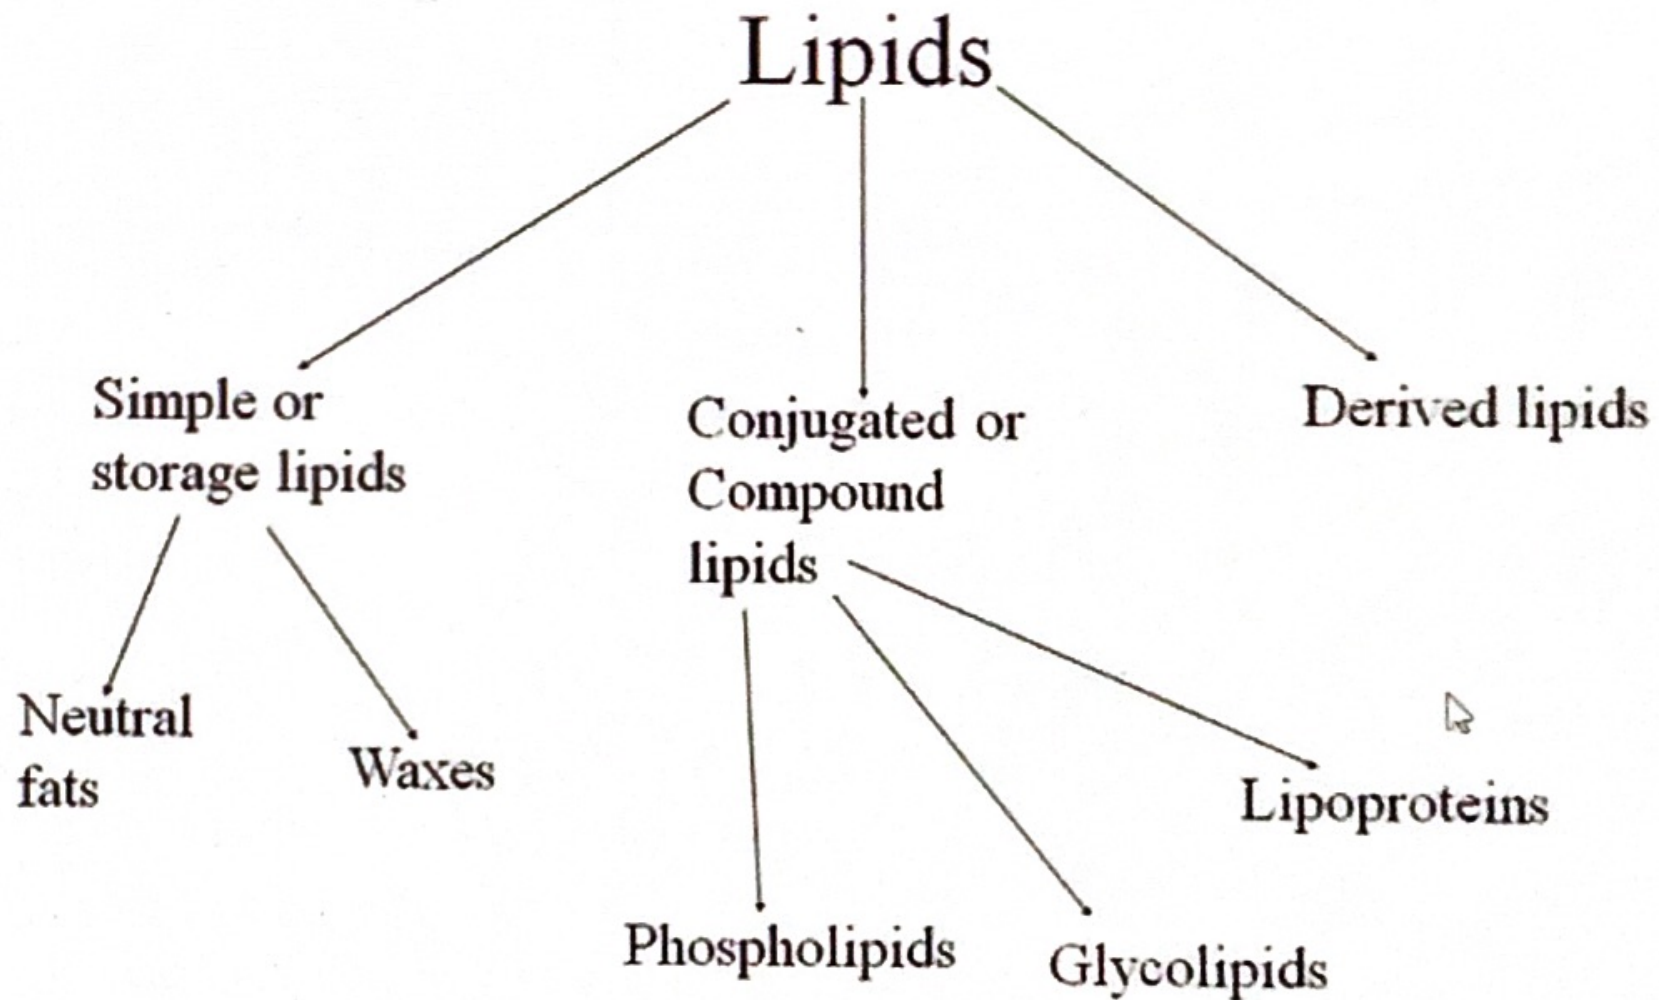 Lipids
Simple or
storage lipids
Conjugated or
Compound
lipids
Derived lipids
Neutral
fats
Waxes
Phospholipids
Glycolipids
Lipoproteins